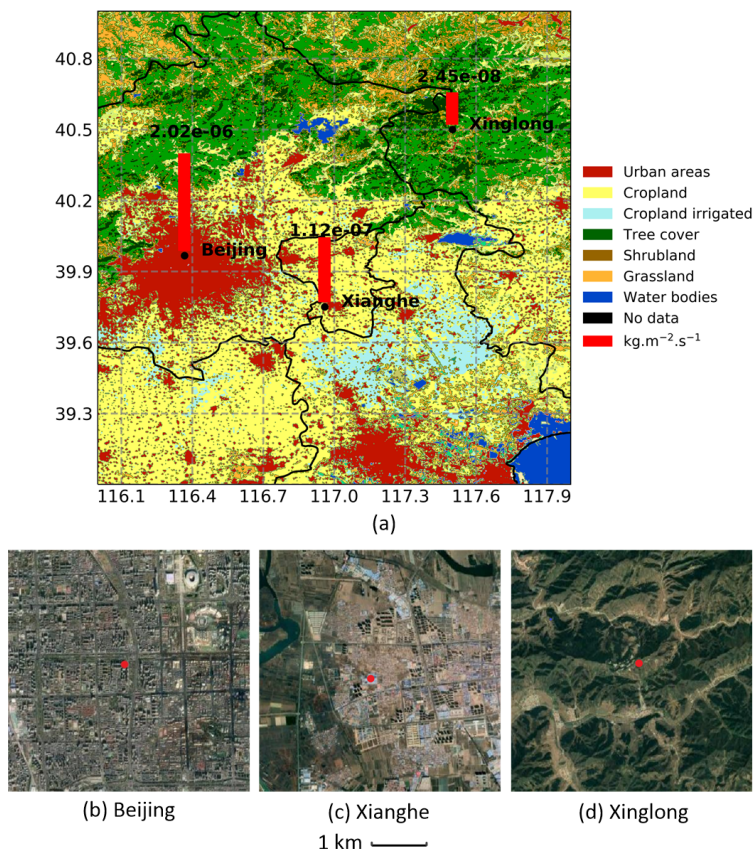 40.8
40.5
40.2
39.9
39.6
39.3
2.45e-08
Xinglong
2.02e-06
Beijing
1.12e-07
Xianghe
116.1 116.4 116.7 117.0 117.3 117.6 117.9
Urban areas
Cropland
Cropland irrigated
Tree cover
Shrubland
Grassland
Water bodies
No data
kg.m⁻².s⁻¹
(a)
(b) Beijing
(c) Xianghe
(d) Xinglong
1 km